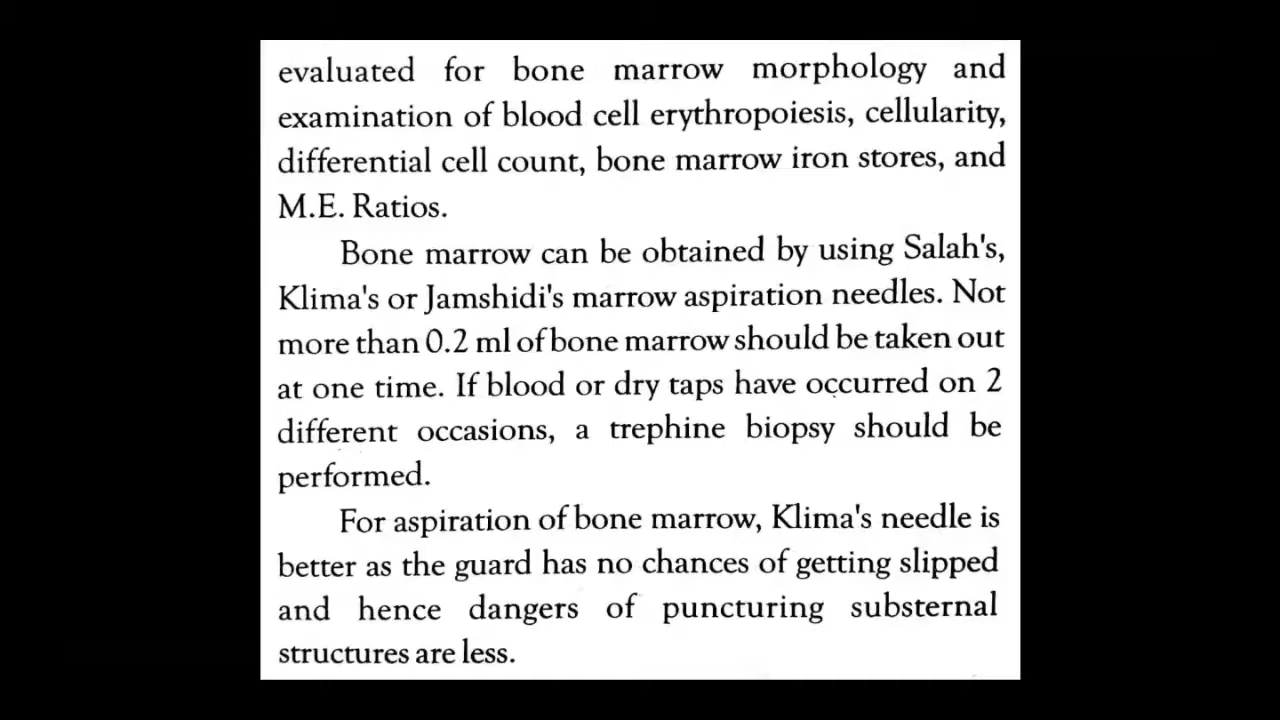 evaluated for bone marrow morphology and
examination of blood cell erythropoiesis, cellularity,
differential cell count, bone marrow iron stores, and
M.E. Ratios.
Bone marrow can be obtained by using Salah's,
Klima's or Jamshidi's marrow aspiration needles. Not
more than 0.2 ml of bone marrow should be taken out
at one time. If blood or dry taps have occurred on 2
different occasions, a trephine biopsy should be
performed.
For aspiration of bone marrow, Klima's needle is
better as the guard has no chances of getting slipped
and hence dangers of puncturing substernal
structures are less.